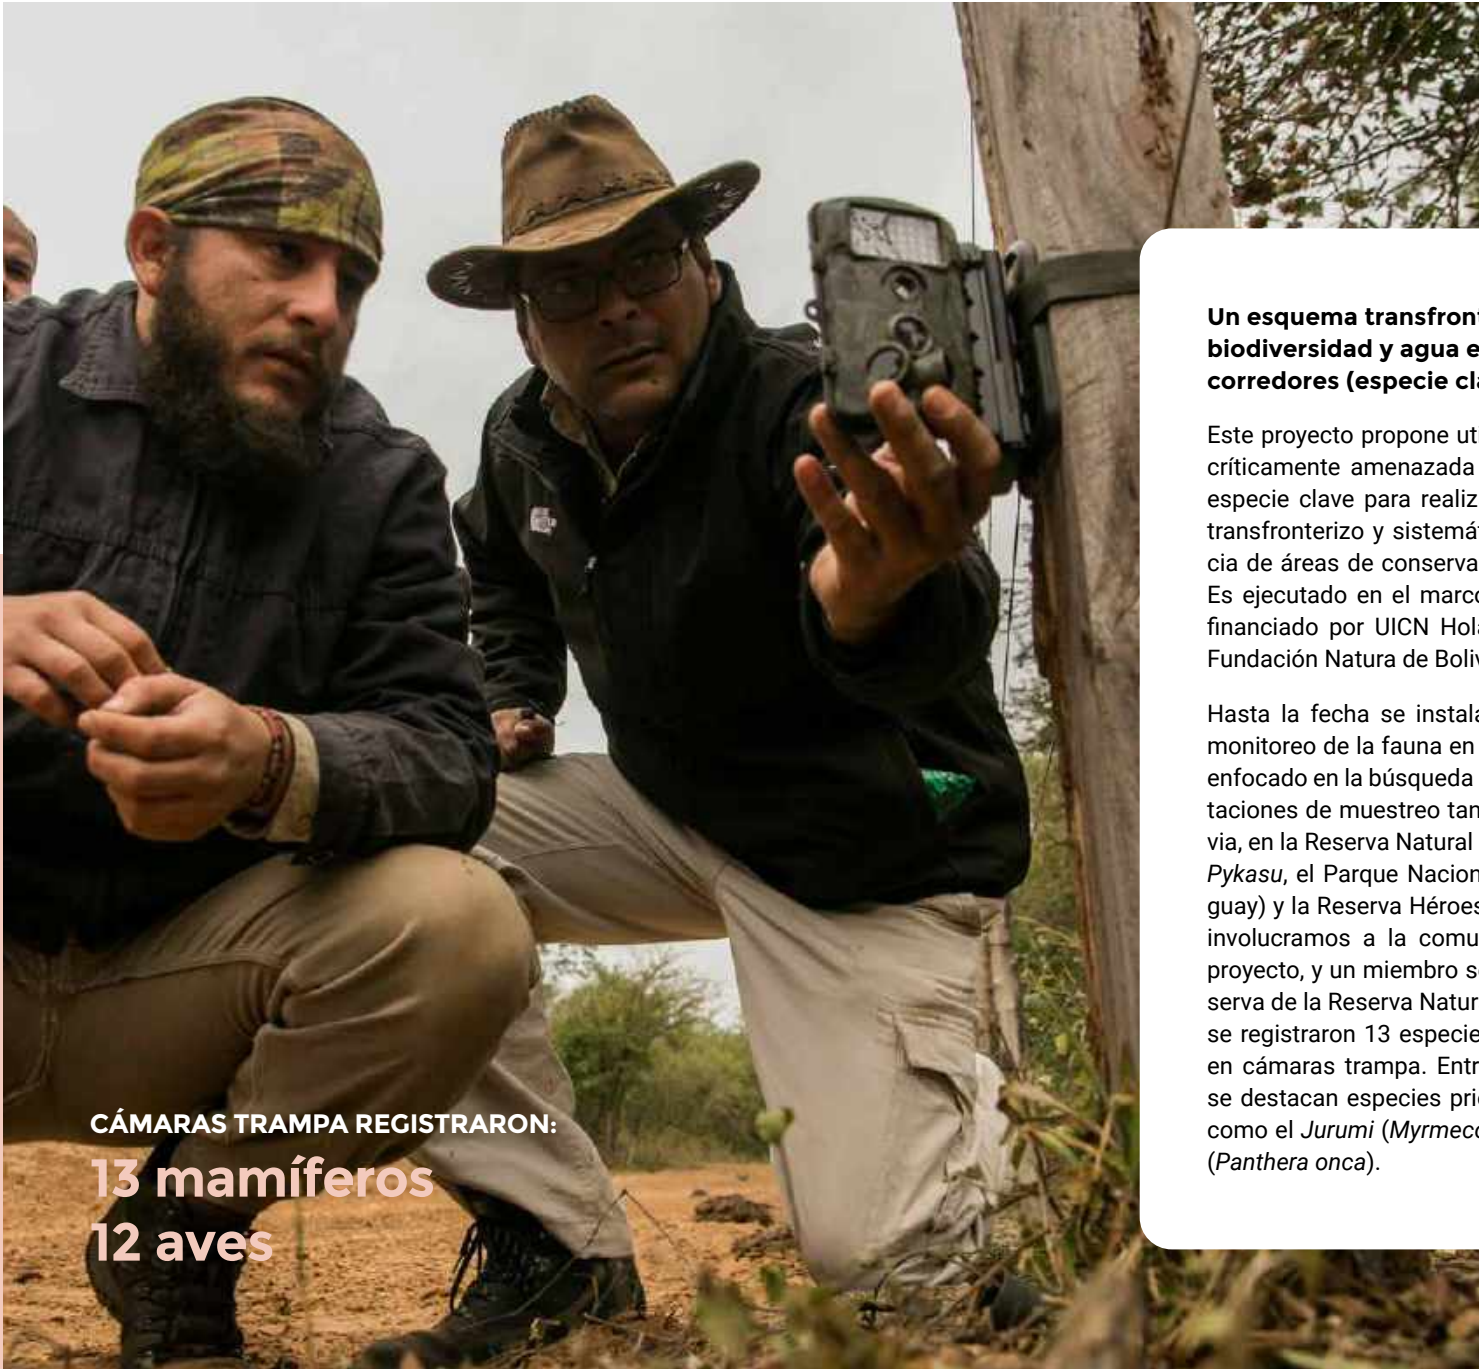 CÁMARAS TRAMPA REGISTRARON:
13 mamíferos
12 aves
Un esquema transfront
biodiversidad y agua e
corredores (especie cla
Este proyecto propone uti
críticamente amenazada
especie clave para realiz
transfronterizo y sistemát
cia de áreas de conserva
Es ejecutado en el marco
financiado por UICN Hola
Fundación Natura de Boliv
Hasta la fecha se instala
monitoreo de la fauna en
enfocado en la búsqueda
taciones de muestreo tan
via, en la Reserva Natural
Pykasu, el Parque Nacion
guay) y la Reserva Héroes
involucramos a la comu
proyecto, y un miembro se
serva de la Reserva Natur
se registraron 13 especie
en cámaras trampa. Entr
se destacan especies prio
como el Jurumi (Myrmeco
(Panthera onca).